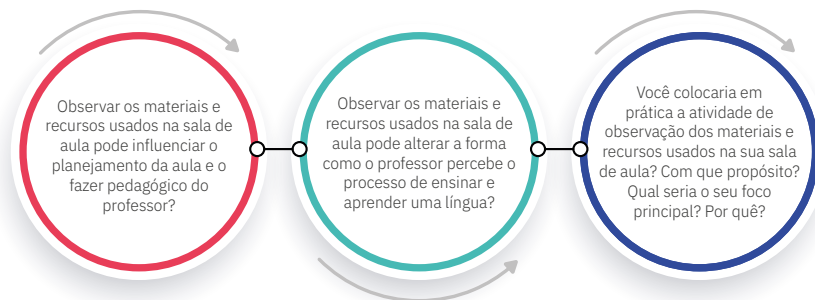 Observar os materiais e
recursos usados na sala de
aula pode influenciar o
planejamento da aula e o
fazer pedagógico do
professor?
Observar os materiais e
recursos usados na sala de
aula pode alterar a forma
como o professor percebe o
processo de ensinar e
aprender uma língua?
Você colocaria em
prática a atividade de
observação dos materiais e
recursos usados na sua sala
de aula? Com que propósito?
Qual seria o seu foco
principal? Por quê?